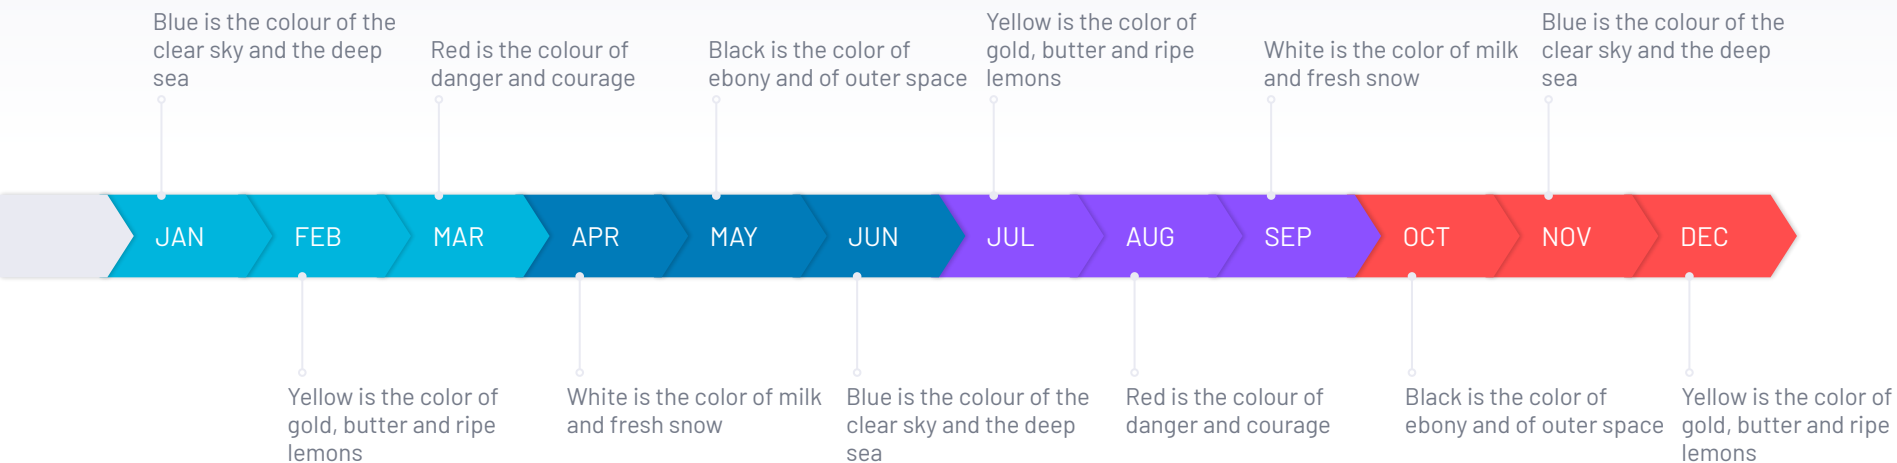 Blue is the colour of the
clear sky and the deep
sea
Red is the colour of
danger and courage
Black is the color of
ebony and of outer space
Yellow is the color of
gold, butter and ripe
lemons
White is the color of milk
and fresh snow
Blue is the colour of the
clear sky and the deep
sea
JAN
FEB
MAR
APR
MAY
JUN
JUL
AUG
SEP
OCT
NOV
DEC
Yellow is the color of
gold, butter and ripe
lemons
White is the color of milk
and fresh snow
Blue is the colour of the
clear sky and the deep
sea
Red is the colour of
danger and courage
Black is the color of
ebony and of outer space
Yellow is the color of
gold, butter and ripe
lemons